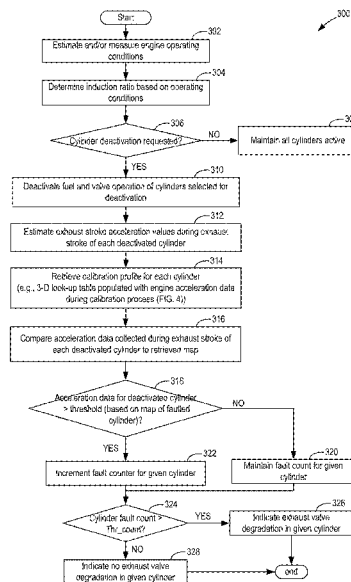 Start
300
302
Estimate and/or measure engine operating
conditions
304
Determine induction ratio based on operating
conditions
306
Cylinder deactivation requested?
NO
Maintain all cylinders active
YES
310
Deactivate fuel and valve operation of cylinders selected for
deactivation
312
Estimate exhaust stroke acceleration values during exhaust
stroke of each deactivated cylinder
314
Retrieve calibration profile for each cylinder
(e.g., 3-D look-up table populated with engine acceleration data
during calibration process (FIG. 4))
316
Compare acceleration data collected during exhaust stroke of
each deactivated cylinder to retrieved map
318
Acceleration data for deactivated cylinder
> threshold (based on map of faulted
cylinder)?
NO
YES
322
320
Increment fault counter for given cylinder
Maintain fault count for given
cylinder
324
Cylinder fault count >
Thr_count?
YES
326
Indicate exhaust valve
degradation in given cylinder
NO
328
Indicate no exhaust valve
degradation in given cylinder
end